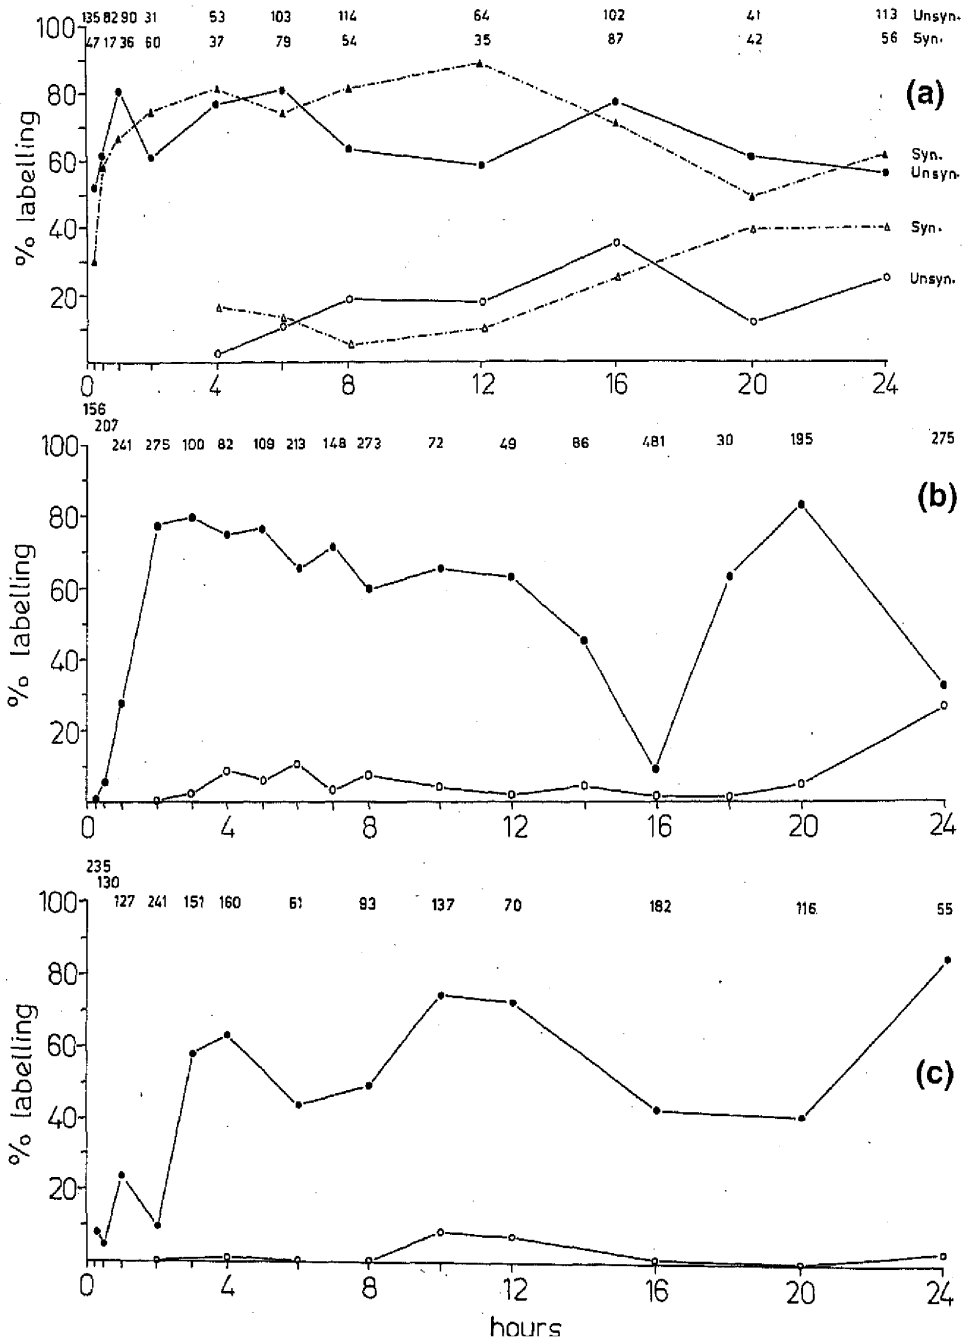 135 82 90 31 53 103 114 64 102 41 113 Unsyn.
47 17 36 60 37 79 54 35 87 42 56 Syn.
100
(a)
80
60
Syn.
Unsyn.
40
Syn.
Unsyn.
20
% labelling
0 4 8 12 16 20 24
156
207
100 241 275 100 82 109 213 148 273 72 49 86 481 30 195 275
(b)
80
60
40
20
% labelling
0 4 8 12 16 20 24
235
130
100 127 241 151 160 61 93 137 70 182 116 55
80
60
(c)
40
20
% labelling
0 4 8 12 16 20 24
hours